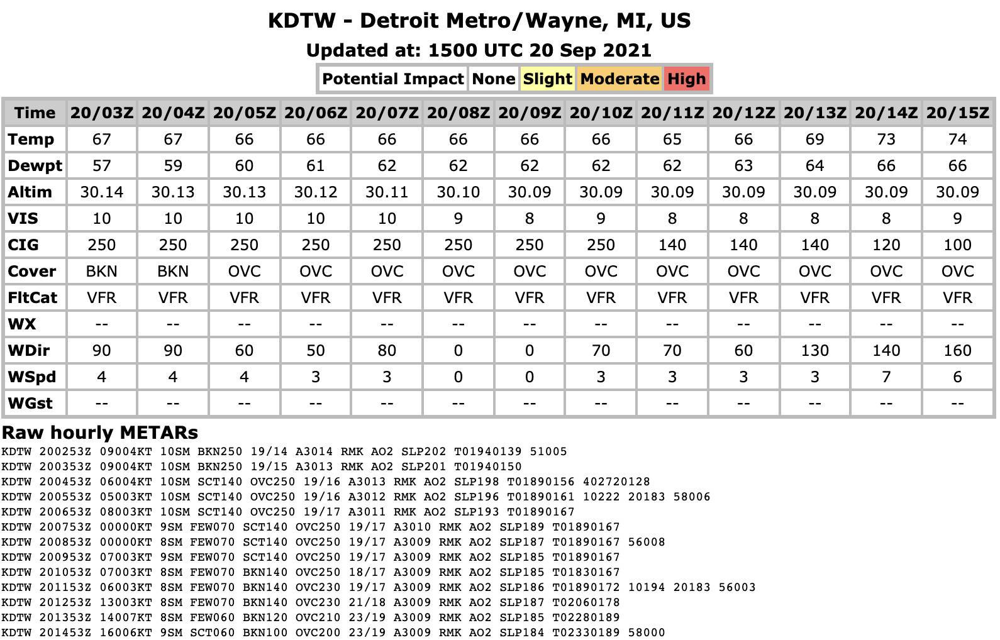 KDTW - Detroit Metro/Wayne, MI, US
Updated at: 1500 UTC 20 Sep 2021
Potential Impact None Slight Moderate High
Time 20/03Z 20/04Z 20/05Z 20/06Z 20/07Z 20/08Z 20/09Z 20/10Z 20/11Z 20/12Z 20/13Z 20/14Z 20/15Z
Temp 67 67 66 66 66 66 66 66 65 66 69 73 74
Dewpt 57 59 60 61 62 62 62 62 62 63 64 66 66
Altim 30.14 30.13 30.13 30.12 30.11 30.10 30.09 30.09 30.09 30.09 30.09 30.09 30.09
VIS 10 10 10 10 10 9 8 9 8 8 8 8 9
CIG 250 250 250 250 250 250 250 250 140 140 140 120 100
Cover BKN BKN OVC OVC OVC OVC OVC OVC OVC OVC OVC OVC OVC
FltCat VFR VFR VFR VFR VFR VFR VFR VFR VFR VFR VFR VFR VFR
WX -- -- -- -- -- -- -- -- -- -- -- -- --
WDir 90 90 60 50 80 0 0 70 70 60 130 140 160
WSpd 4 4 4 3 3 0 0 3 3 3 3 7 6
WGst -- -- -- -- -- -- -- -- -- -- -- -- --
Raw hourly METARs
KDTW 200253Z 09004KT 10SM BKN250 19/14 A3014 RMK AO2 SLP202 T01940139 51005
KDTW 200353Z 09004KT 10SM BKN250 19/15 A3013 RMK AO2 SLP201 T01940150
KDTW 200453Z 06004KT 10SM SCT140 OVC250 19/16 A3013 RMK AO2 SLP198 T01890156 402720128
KDTW 200553Z 05003KT 10SM SCT140 OVC250 19/16 A3012 RMK AO2 SLP196 T01890161 10222 20183 58006
KDTW 200653Z 08003KT 10SM SCT140 OVC250 19/17 A3011 RMK AO2 SLP193 T01890167
KDTW 200753Z 00000KT 9SM FEW070 SCT140 OVC250 19/17 A3010 RMK AO2 SLP189 T01890167
KDTW 200853Z 00000KT 8SM FEW070 SCT140 OVC250 19/17 A3009 RMK AO2 SLP187 T01890167 56008
KDTW 200953Z 07003KT 9SM FEW070 SCT140 OVC250 19/17 A3009 RMK AO2 SLP185 T01890167
KDTW 201053Z 07003KT 8SM FEW070 BKN140 OVC250 18/17 A3009 RMK AO2 SLP185 T01830167
KDTW 201153Z 06003KT 8SM FEW070 BKN140 OVC230 19/17 A3009 RMK AO2 SLP186 T01890172 10194 20183 56003
KDTW 201253Z 13003KT 8SM FEW070 BKN140 OVC230 21/18 A3009 RMK AO2 SLP187 T02060178
KDTW 201353Z 14007KT 8SM FEW060 BKN120 OVC210 23/19 A3009 RMK AO2 SLP185 T02280189
KDTW 201453Z 16006KT 9SM SCT060 BKN100 OVC200 23/19 A3009 RMK AO2 SLP184 T02330189 58000